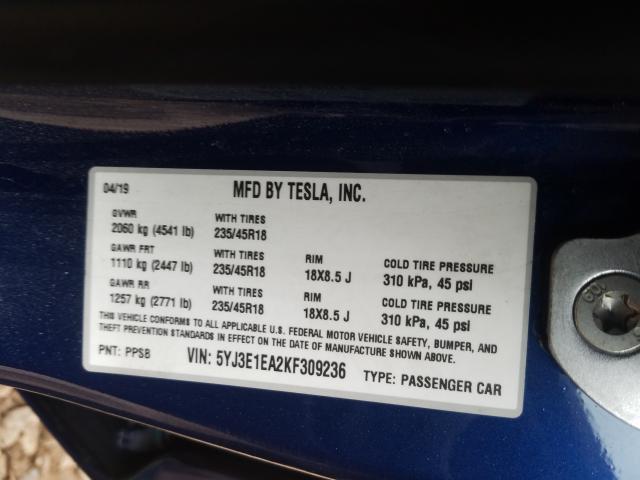 04/19 MFD BY TESLA, INC.
GVWR WITH TIRES
2060 kg (4541 lb) 235/45R18
GAWR FRT WITH TIRES RIM COLD TIRE PRESSURE
1110 kg (2447 lb) 235/45R18 18X8.5 J 310 kPa, 45 psi
GAWR RR WITH TIRES RIM COLD TIRE PRESSURE
1257 kg (2771 lb) 235/45R18 18X8.5 J 310 kPa, 45 psi
THIS VEHICLE CONFORMS TO ALL APPLICABLE U.S. FEDERAL MOTOR VEHICLE SAFETY, BUMPER, AND
THEFT PREVENTION STANDARDS IN EFFECT ON THE DATE OF MANUFACTURE SHOWN ABOVE.
PNT: PPSB VIN: 5YJ3E1EA2KF309236 TYPE: PASSENGER CAR